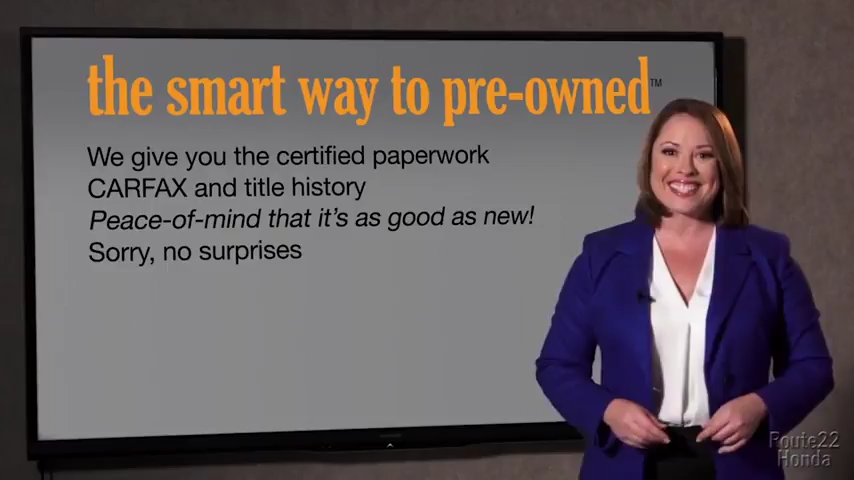 the smart way to pre-owned™
We give you the certified paperwork
CARFAX and title history
Peace-of-mind that it's as good as new!
Sorry, no surprises
Route22
Honda